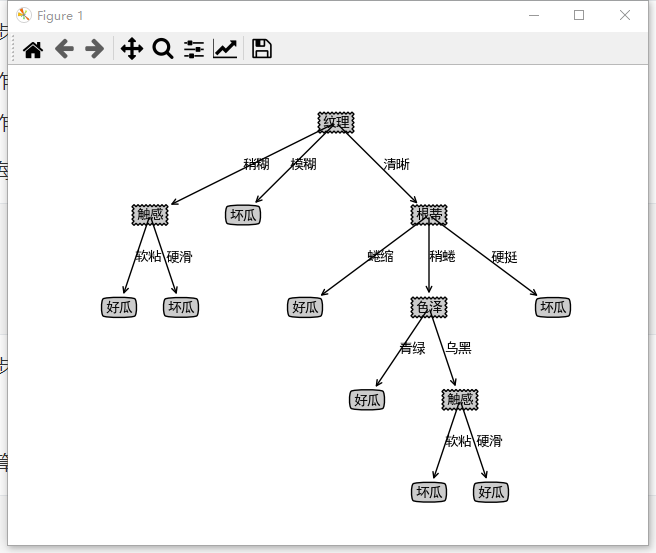 Figure 1
纹理
稍糊 模糊 清晰
触感 坏瓜 根蒂
软粘 硬滑 蜷缩 稍蜷 硬挺
好瓜 坏瓜 好瓜 色泽 坏瓜
青绿 乌黑
好瓜 触感
软粘 硬滑
坏瓜 好瓜